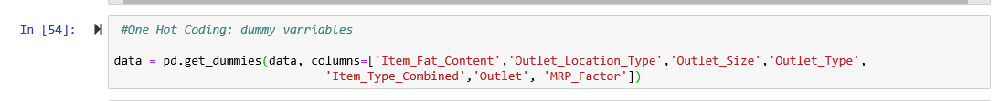 In [54]:
#One Hot Coding: dummy varriables
data = pd.get_dummies(data, columns=['Item_Fat_Content','Outlet_Location_Type','Outlet_Size','Outlet_Type',
'Item_Type_Combined','Outlet', 'MRP_Factor'])